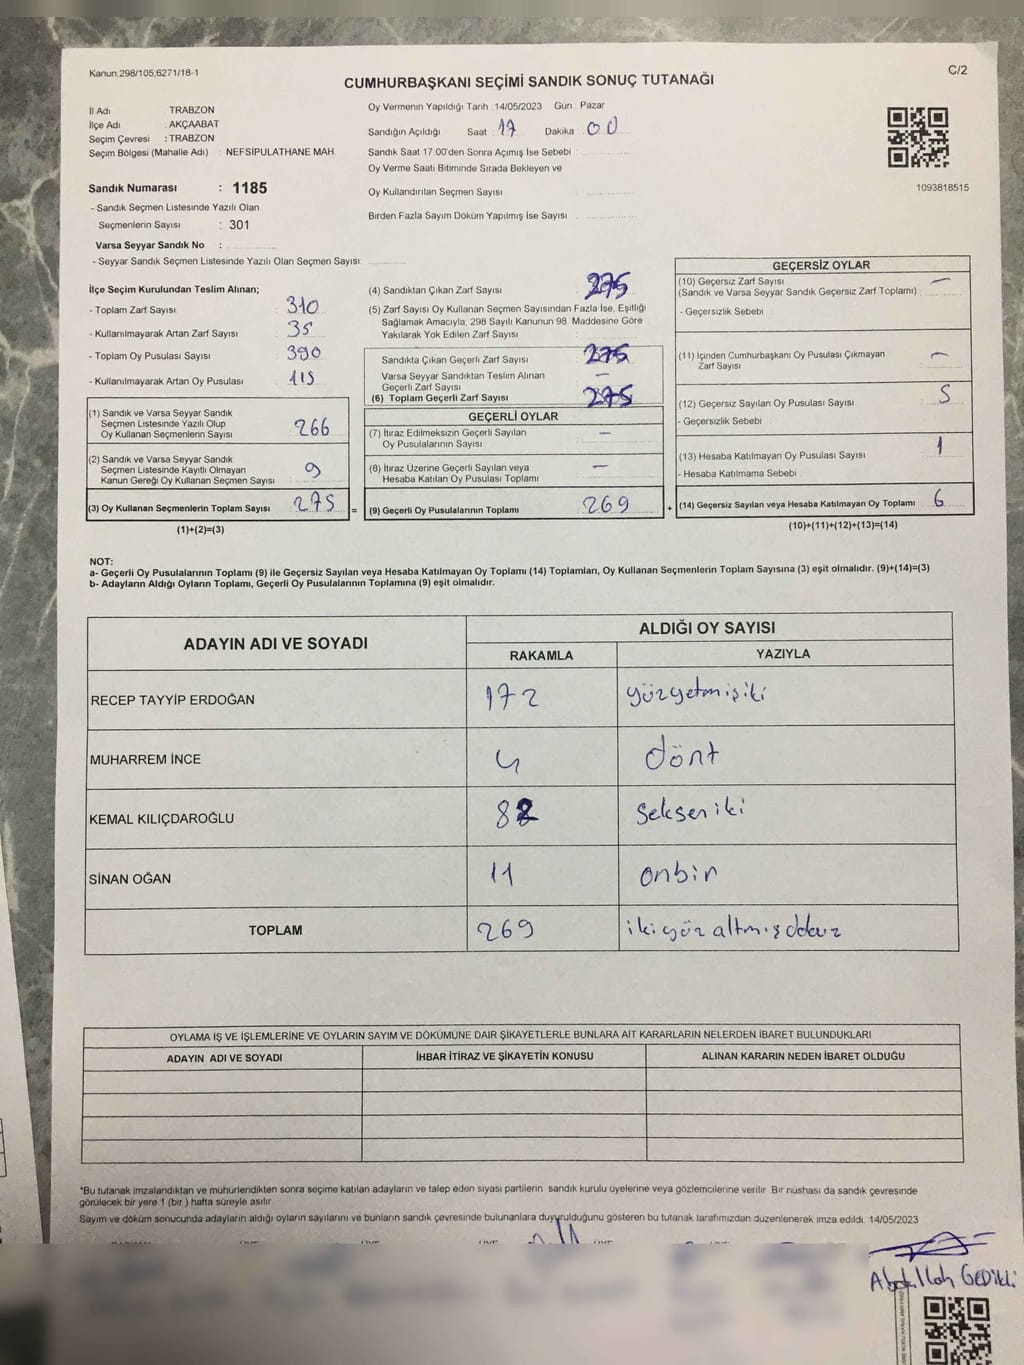 Kanun:298/105,6271/18-1
C/2
CUMHURBAŞKANI SEÇİMİ SANDIK SONUÇ TUTANAĞI
İl Adı TRABZON
İlçe Adı AKÇAABAT
Seçim Çevresi : TRABZON
Seçim Bölgesi (Mahalle Adı) : NEFSİPULATHANE MAH.
Sandık Numarası : 1185
- Sandık Seçmen Listesinde Yazılı Olan
Seçmenlerin Sayısı : 301
Varsa Seyyar Sandık No :
- Seyyar Sandık Seçmen Listesinde Yazılı Olan Seçmen Sayısı:
Oy Vermenin Yapıldığı Tarih : 14/05/2023 Gün : Pazar
Sandığın Açıldığı Saat : 17 Dakika : 00
Sandık Saat 17:00'den Sonra Açılmış İse Sebebi :
Oy Verme Saati Bitiminde Sırada Bekleyen ve
Oy Kullandırılan Seçmen Sayısı :
Birden Fazla Sayım Döküm Yapılmış İse Sayısı :
1093818515
İlçe Seçim Kurulundan Teslim Alınan;
- Toplam Zarf Sayısı : 310
- Kullanılmayarak Artan Zarf Sayısı : 35
- Toplam Oy Pusulası Sayısı : 390
- Kullanılmayarak Artan Oy Pusulası : 115
(1) Sandık ve Varsa Seyyar Sandık
Seçmen Listesinde Yazılı Olup
Oy Kullanan Seçmenlerin Sayısı : 266
(2) Sandık ve Varsa Seyyar Sandık
Seçmen Listesinde Kayıtlı Olmayan
Kanun Gereği Oy Kullanan Seçmen Sayısı : 9
(3) Oy Kullanan Seçmenlerin Toplam Sayısı : 275
(1)+(2)=(3)
=
(4) Sandıktan Çıkan Zarf Sayısı : 275
(5) Zarf Sayısı Oy Kullanan Seçmen Sayısından Fazla İse, Eşitliği
Sağlamak Amacıyla, 298 Sayılı Kanunun 98. Maddesine Göre
Yakılarak Yok Edilen Zarf Sayısı :
Sandıkta Çıkan Geçerli Zarf Sayısı : 275
Varsa Seyyar Sandıktan Teslim Alınan
Geçerli Zarf Sayısı : —
(6) Toplam Geçerli Zarf Sayısı : 275
GEÇERLİ OYLAR
(7) İtiraz Edilmeksizin Geçerli Sayılan
Oy Pusulalarının Sayısı : —
(8) İtiraz Üzerine Geçerli Sayılan veya
Hesaba Katılan Oy Pusulası Toplamı : —
(9) Geçerli Oy Pusulalarının Toplamı : 269
+
GEÇERSİZ OYLAR
(10) Geçersiz Zarf Sayısı —
(Sandık ve Varsa Seyyar Sandık Geçersiz Zarf Toplamı) :
- Geçersizlik Sebebi :
(11) İçinden Cumhurbaşkanı Oy Pusulası Çıkmayan —
Zarf Sayısı :
(12) Geçersiz Sayılan Oy Pusulası Sayısı : 5
- Geçersizlik Sebebi :
(13) Hesaba Katılmayan Oy Pusulası Sayısı : 1
- Hesaba Katılmama Sebebi :
(14) Geçersiz Sayılan veya Hesaba Katılmayan Oy Toplamı : 6
(10)+(11)+(12)+(13)=(14)
NOT:
a- Geçerli Oy Pusulalarının Toplamı (9) ile Geçersiz Sayılan veya Hesaba Katılmayan Oy Toplamı (14) Toplamları, Oy Kullanan Seçmenlerin Toplam Sayısına (3) eşit olmalıdır. (9)+(14)=(3)
b- Adayların Aldığı Oyların Toplamı, Geçerli Oy Pusulalarının Toplamına (9) eşit olmalıdır.
ADAYIN ADI VE SOYADI ALDIĞI OY SAYISI
RAKAMLA YAZIYLA
RECEP TAYYİP ERDOĞAN 172 yüzyetmişiki
MUHARREM İNCE 4 dört
KEMAL KILIÇDAROĞLU 82 Sekseniki
SİNAN OĞAN 11 onbir
TOPLAM 269 ikiyüzaltmışdokuz
OYLAMA İŞ VE İŞLEMLERİNE VE OYLARIN SAYIM VE DÖKÜMÜNE DAİR ŞİKAYETLERLE BUNLARA AİT KARARLARIN NELERDEN İBARET BULUNDUKLARI
ADAYIN ADI VE SOYADI İHBAR İTİRAZ VE ŞİKAYETİN KONUSU ALINAN KARARIN NEDEN İBARET OLDUĞU
*Bu tutanak imzalandıktan ve mühürlendikten sonra seçime katılan adayların ve talep eden siyasi partilerin sandık kurulu üyelerine veya gözlemcilerine verilir. Bir nüshası da sandık çevresinde
görülecek bir yere 1 (bir ) hafta süreyle asılır.
Sayım ve döküm sonucunda adayların aldığı oyların sayılarını ve bunların sandık çevresinde bulunanlara duyurulduğunu gösteren bu tutanak tarafımızdan düzenlenerek imza edildi. 14/05/2023
Abdullah GEDİKLİ